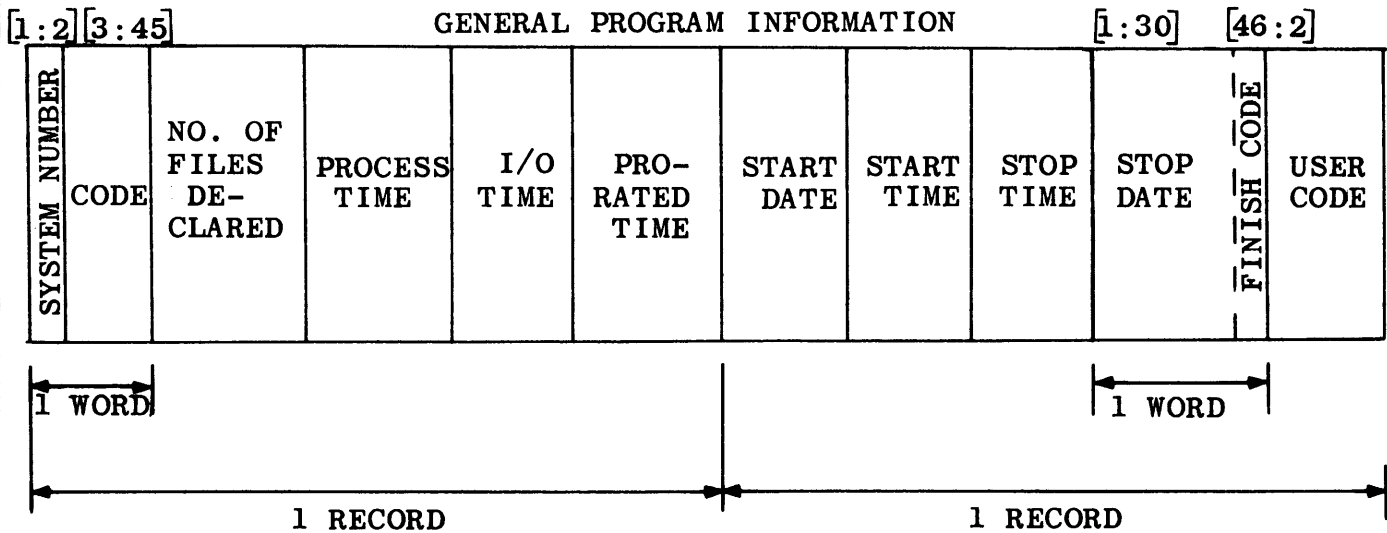 GENERAL PROGRAM INFORMATION
[1:2][3:45]
[1:30]
[46:2]
SYSTEM NUMBER
CODE
NO. OF
FILES
DE-
CLARED
PROCESS
TIME
I/O
TIME
PRO-
RATED
TIME
START
DATE
START
TIME
STOP
TIME
STOP
DATE
FINISH CODE
USER
CODE
1 WORD
1 WORD
1 RECORD
1 RECORD